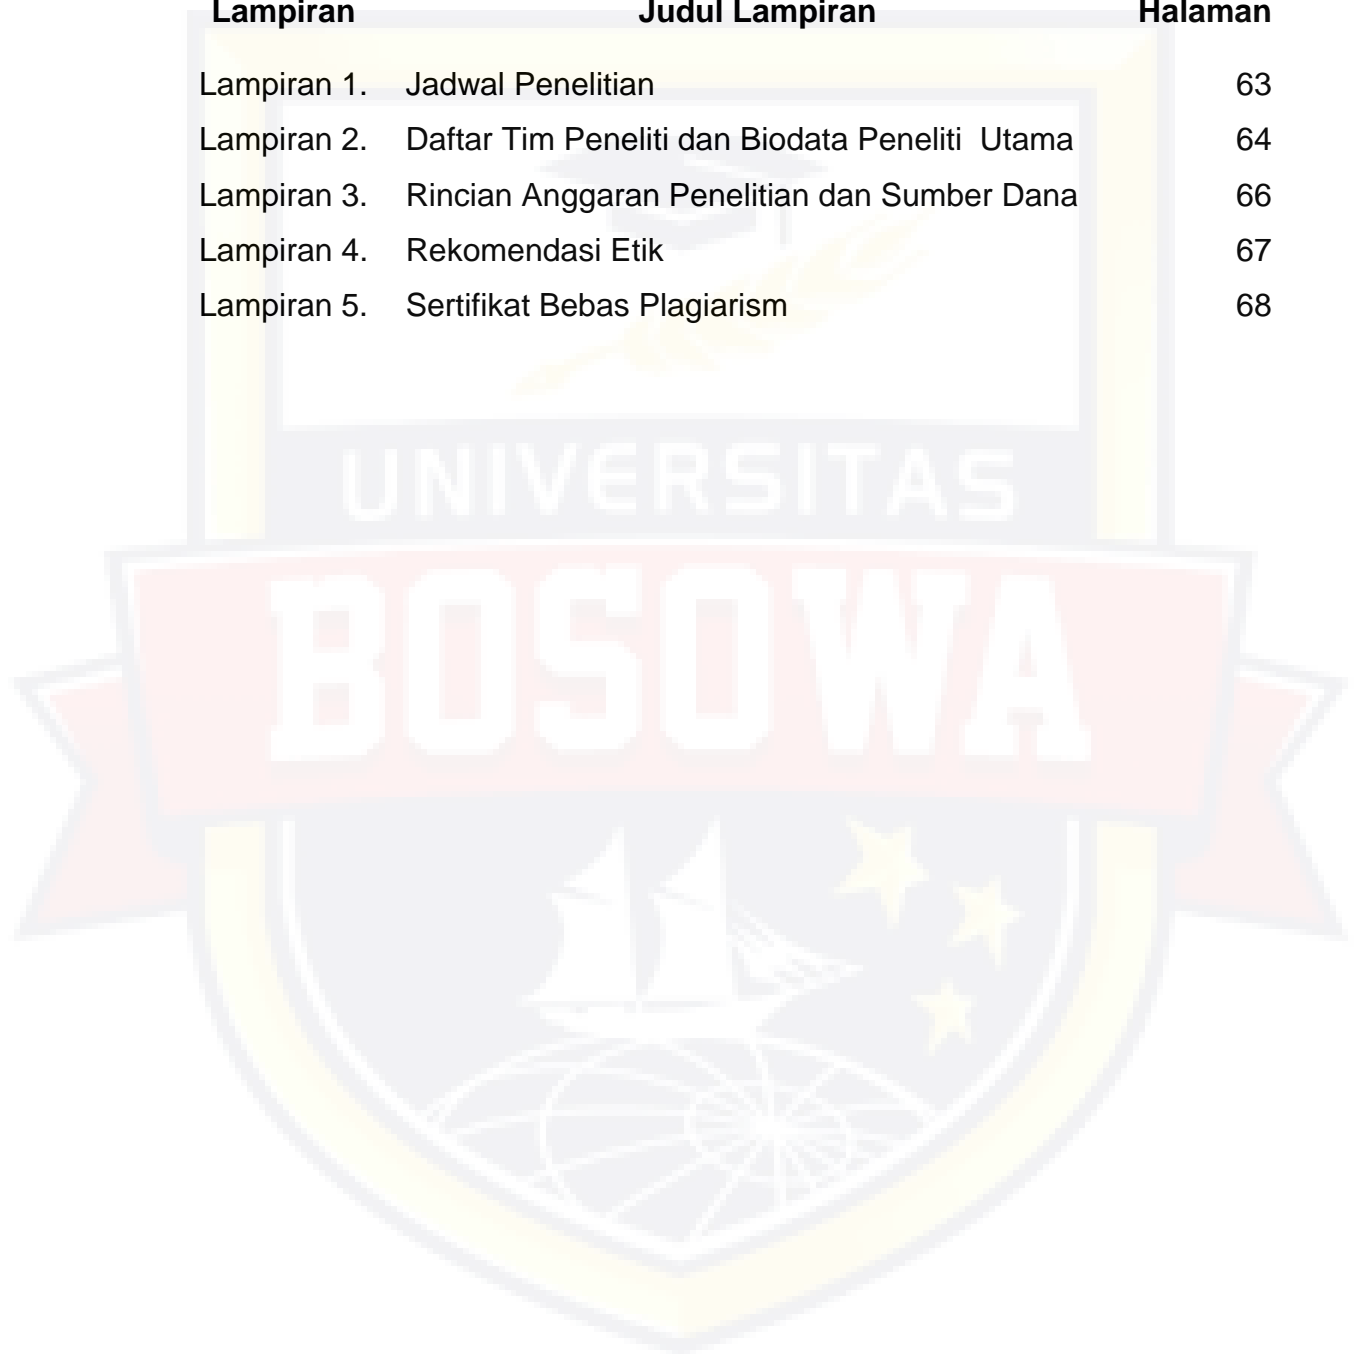 Lampiran Judul Lampiran Halaman
Lampiran 1. Jadwal Penelitian 63
Lampiran 2. Daftar Tim Peneliti dan Biodata Peneliti Utama 64
Lampiran 3. Rincian Anggaran Penelitian dan Sumber Dana 66
Lampiran 4. Rekomendasi Etik 67
Lampiran 5. Sertifikat Bebas Plagiarism 68
UNIVERSITAS
BOSOWA